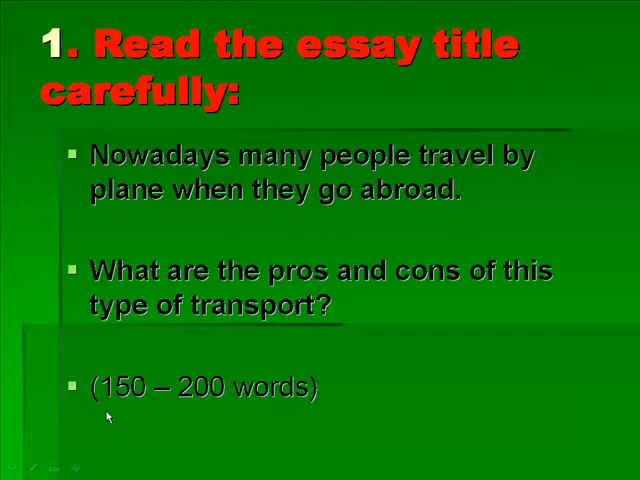 1. Read the essay title
carefully:
Nowadays many people travel by
plane when they go abroad.
What are the pros and cons of this
type of transport?
(150 – 200 words)